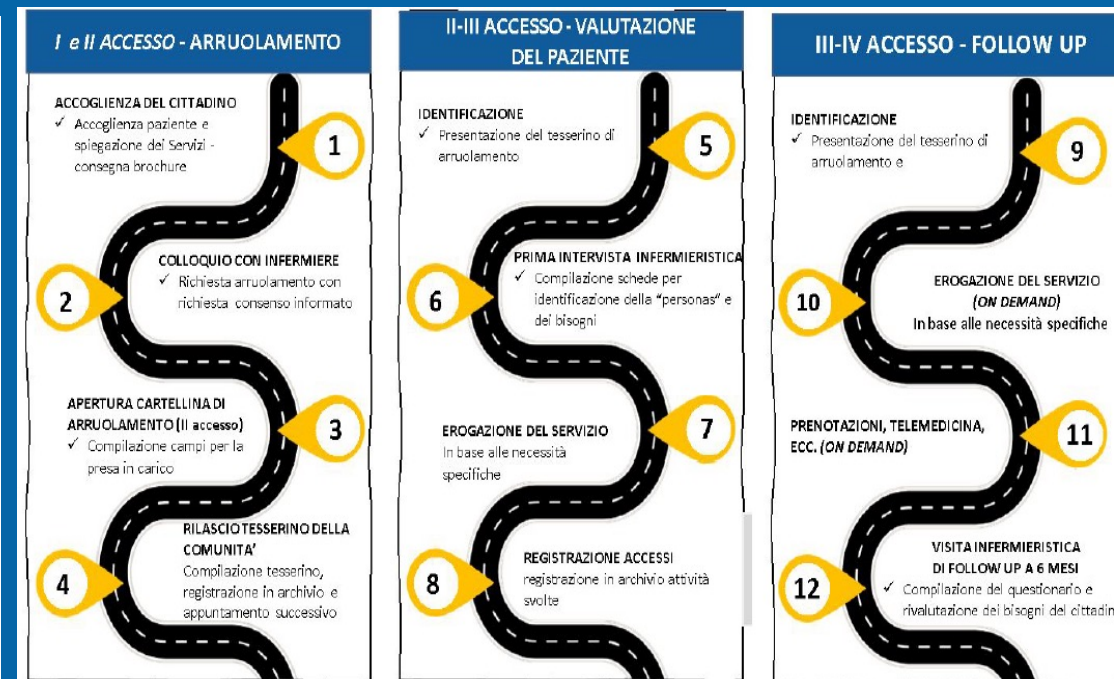 I e II ACCESSO - ARRUOLAMENTO
ACCOGLIENZA DEL CITTADINO
✓ Accoglienza paziente e
spiegazione dei Servizi -
consegna brochure
1
COLLOQUIO CON INFERMIERE
✓ Richiesta arruolamento con
richiesta consenso informato
2
APERTURA CARTELLINA DI
ARRUOLAMENTO (II accesso)
✓ Compilazione campi per la
presa in carico
3
RILASCIO TESSERINO DELLA
COMUNITA'
Compilazione tesserino,
registrazione in archivio e
appuntamento successivo
4
II-III ACCESSO - VALUTAZIONE
DEL PAZIENTE
IDENTIFICAZIONE
✓ Presentazione del tesserino di
arruolamento
5
PRIMA INTERVISTA INFERMIERISTICA
✓ Compilazione schede per
identificazione della "personas" e
dei bisogni
6
EROGAZIONE DEL SERVIZIO
In base alle necessità
specifiche
7
REGISTRAZIONE ACCESSI
registrazione in archivio attività
svolte
8
III-IV ACCESSO - FOLLOW UP
IDENTIFICAZIONE
✓ Presentazione del tesserino di
arruolamento e
9
EROGAZIONE DEL SERVIZIO
(ON DEMAND)
In base alle necessità specifiche
10
PRENOTAZIONI, TELEMEDICINA,
ECC. (ON DEMAND)
11
VISITA INFERMIERISTICA
DI FOLLOW UP A 6 MESI
✓ Compilazione del questionario e
rivalutazione dei bisogni del cittadin
12